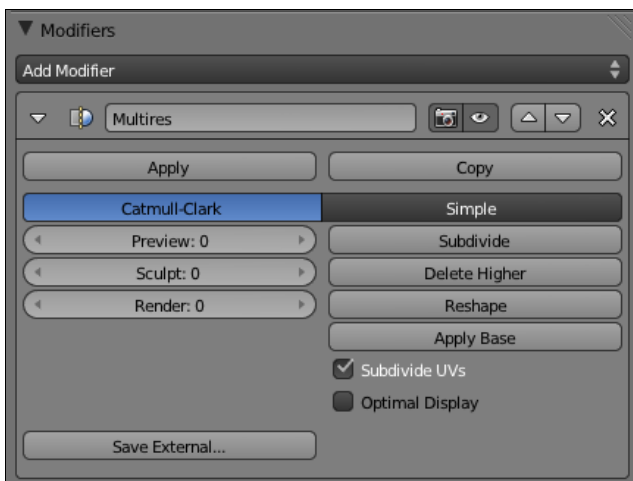 Modifiers
Add Modifier
Multires
Apply
Copy
Catmull-Clark
Simple
Preview: 0
Subdivide
Sculpt: 0
Delete Higher
Render: 0
Reshape
Apply Base
Subdivide UVs
Optimal Display
Save External...